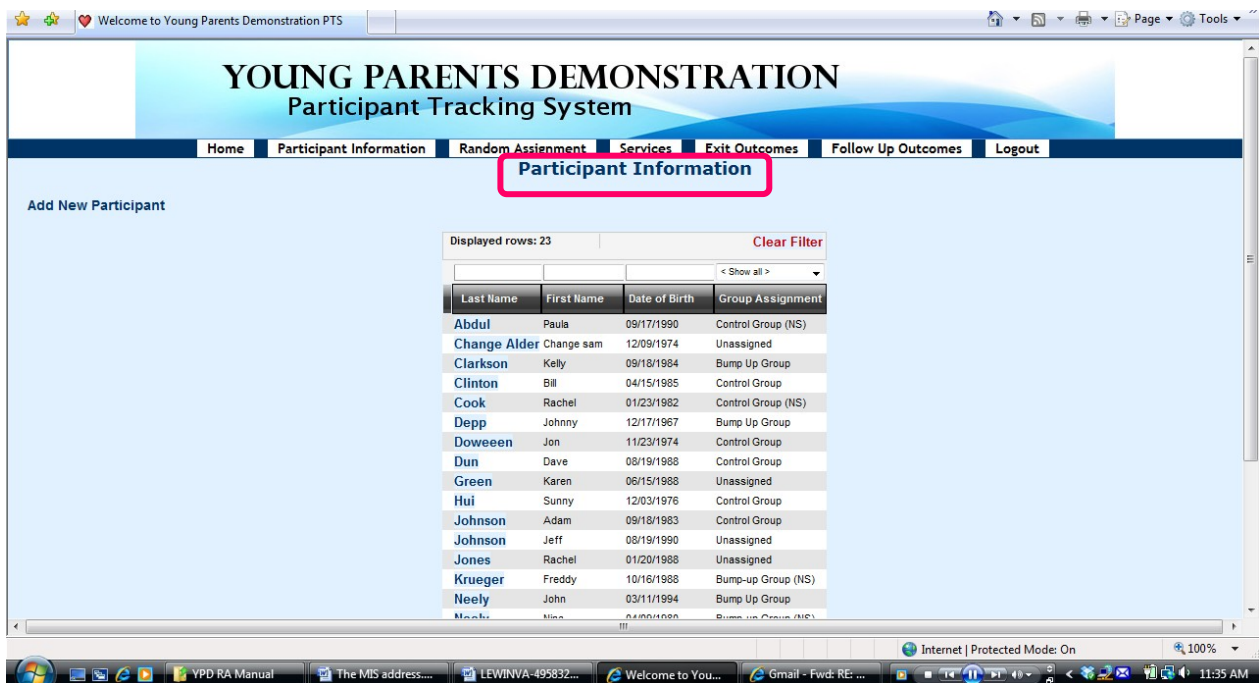 Welcome to Young Parents Demonstration PTS
Page Tools
YOUNG PARENTS DEMONSTRATION
Participant Tracking System
Home Participant Information Random Assignment Services Exit Outcomes Follow Up Outcomes Logout
Participant Information
Add New Participant
Displayed rows: 23 Clear Filter
< Show all >
Last Name First Name Date of Birth Group Assignment
Abdul Paula 09/17/1990 Control Group (NS)
Change Alder Change sam 12/09/1974 Unassigned
Clarkson Kelly 09/18/1984 Bump Up Group
Clinton Bill 04/15/1985 Control Group
Cook Rachel 01/23/1982 Control Group (NS)
Depp Johnny 12/17/1967 Bump Up Group
Doweeen Jon 11/23/1974 Control Group
Dun Dave 08/19/1988 Control Group
Green Karen 06/15/1988 Unassigned
Hui Sunny 12/03/1976 Control Group
Johnson Adam 09/18/1983 Control Group
Johnson Jeff 08/19/1990 Unassigned
Jones Rachel 01/20/1988 Unassigned
Krueger Freddy 10/16/1988 Bump-up Group (NS)
Neely John 03/11/1994 Bump Up Group
Neely Nina 04/09/1980 Bump-up Group (NS)
Internet | Protected Mode: On 100%
YPD RA Manual The MIS address.... LEWINVA-495832... Welcome to You... Gmail - Fwd: RE: ... 11:35 AM